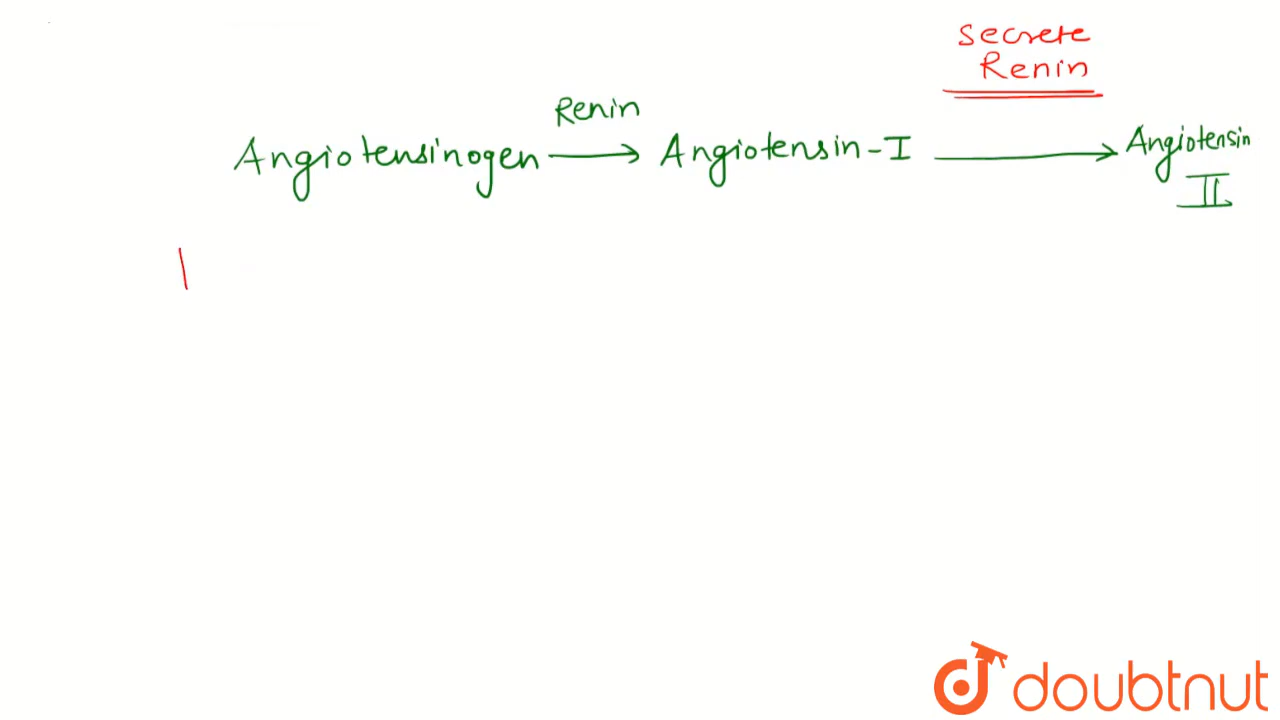 Secrete
Renin
Renin
Angiotensinogen → Angiotensin-I → Angiotensin
II
doubtnut